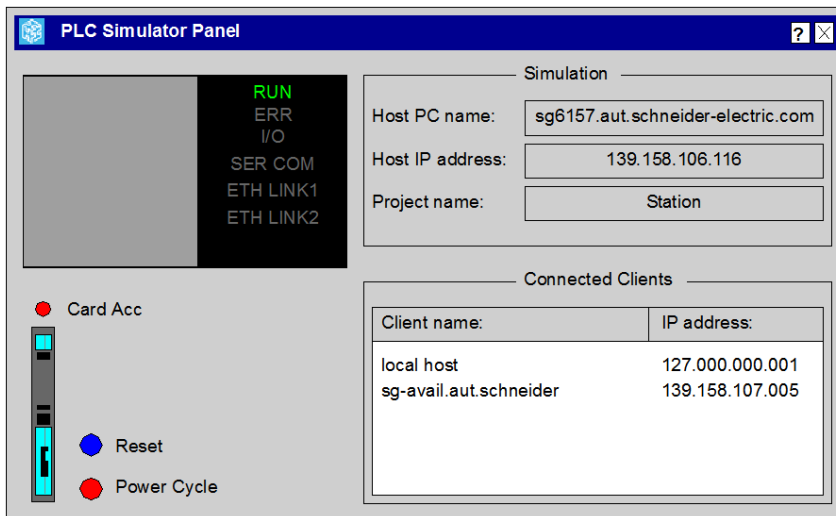 PLC Simulator Panel
?
RUN
ERR
I/O
SER COM
ETH LINK1
ETH LINK2
Simulation
Host PC name: sg6157.aut.schneider-electric.com
Host IP address: 139.158.106.116
Project name: Station
Card Acc
Reset
Power Cycle
Connected Clients
Client name: IP address:
local host 127.000.000.001
sg-avail.aut.schneider 139.158.107.005